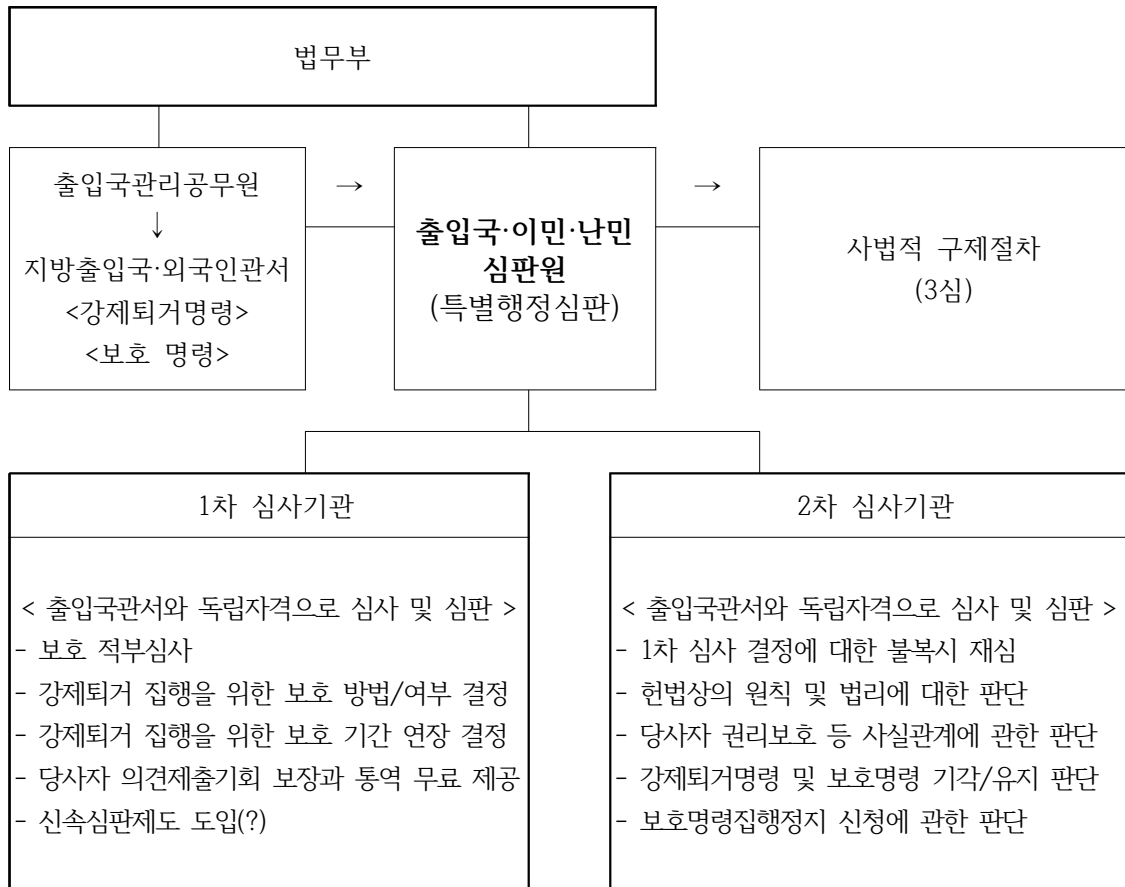 법무부
출입국관리공무원
↓
지방출입국·외국인관서
<강제퇴거명령>
<보호 명령>
→
출입국·이민·난민
심판원
(특별행정심판)
→
사법적 구제절차
(3심)
1차 심사기관
< 출입국관서와 독립자격으로 심사 및 심판 >
- 보호 적부심사
- 강제퇴거 집행을 위한 보호 방법/여부 결정
- 강제퇴거 집행을 위한 보호 기간 연장 결정
- 당사자 의견제출기회 보장과 통역 무료 제공
- 신속심판제도 도입(?)
2차 심사기관
< 출입국관서와 독립자격으로 심사 및 심판 >
- 1차 심사 결정에 대한 불복시 재심
- 헌법상의 원칙 및 법리에 대한 판단
- 당사자 권리보호 등 사실관계에 관한 판단
- 강제퇴거명령 및 보호명령 기각/유지 판단
- 보호명령집행정지 신청에 관한 판단